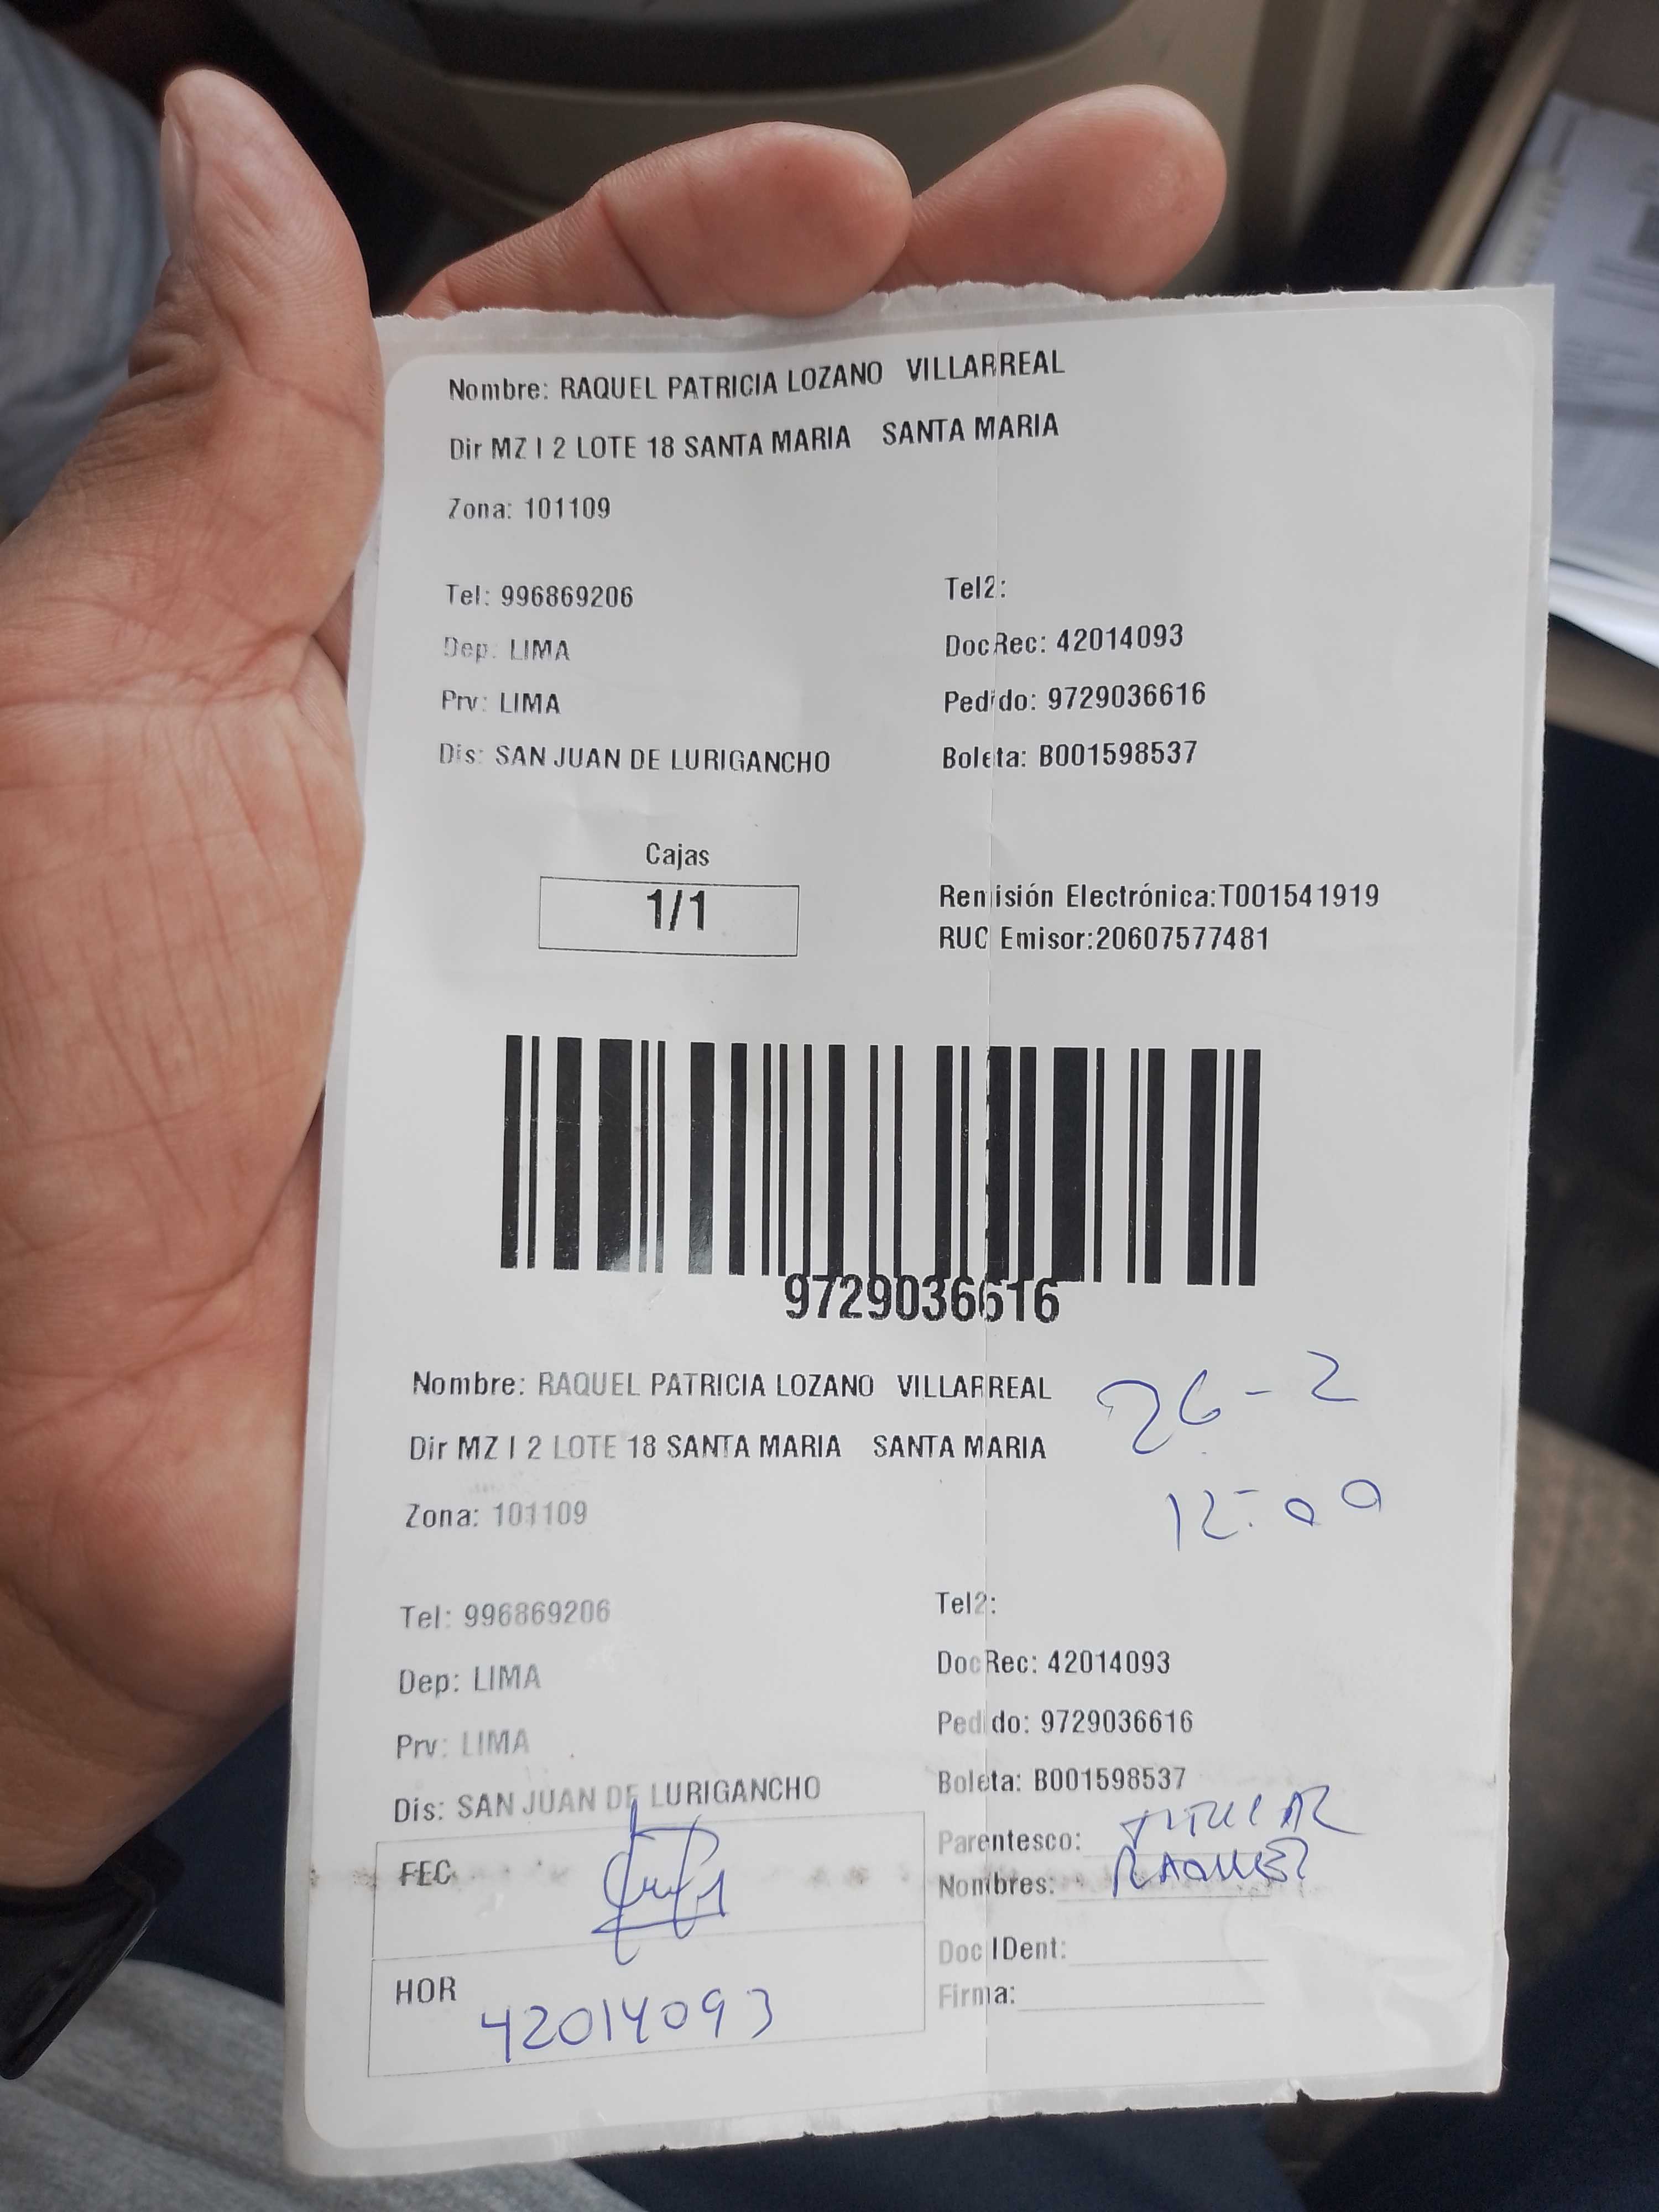 Nombre: RAQUEL PATRICIA LOZANO VILLARREAL
Dir MZ I 2 LOTE 18 SANTA MARIA SANTA MARIA
Zona: 101109
Tel: 996869206 Tel2:
Dep: LIMA DocRec: 42014093
Prv: LIMA Pedido: 9729036616
Dis: SAN JUAN DE LURIGANCHO Boleta: B001598537
Cajas
1/1
Remisión Electrónica:T001541919
RUC Emisor:20607577481
9729036616
Nombre: RAQUEL PATRICIA LOZANO VILLARREAL
26-2
Dir MZ I 2 LOTE 18 SANTA MARIA SANTA MARIA
12:00
Zona: 101109
Tel: 996869206 Tel2:
Dep: LIMA DocRec: 42014093
Prv: LIMA Pedido: 9729036616
Dis: SAN JUAN DE LURIGANCHO Boleta: B001598537
FEC Parentesco: TITULAR
Nombres: RAQUEL
Doc IDent:
HOR 42014093 Firma: